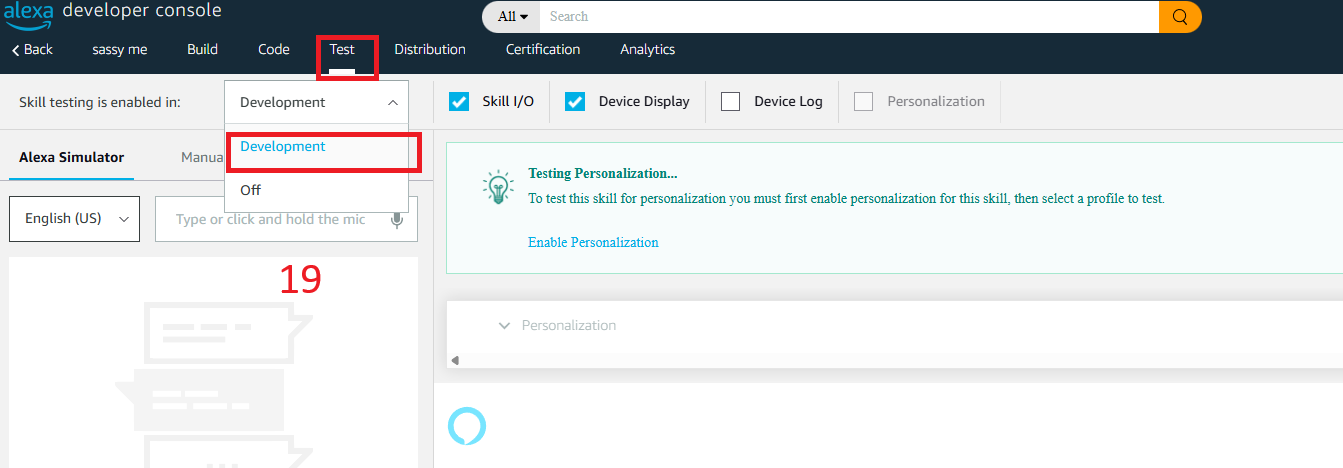 alexa developer console
All
Search
Back
sassy me
Build
Code
Test
Distribution
Certification
Analytics
Skill testing is enabled in:
Development
Skill I/O
Device Display
Device Log
Personalization
Development
Off
Alexa Simulator
Manua
English (US)
Type or click and hold the mic
19
Testing Personalization...
To test this skill for personalization you must first enable personalization for this skill, then select a profile to test.
Enable Personalization
Personalization